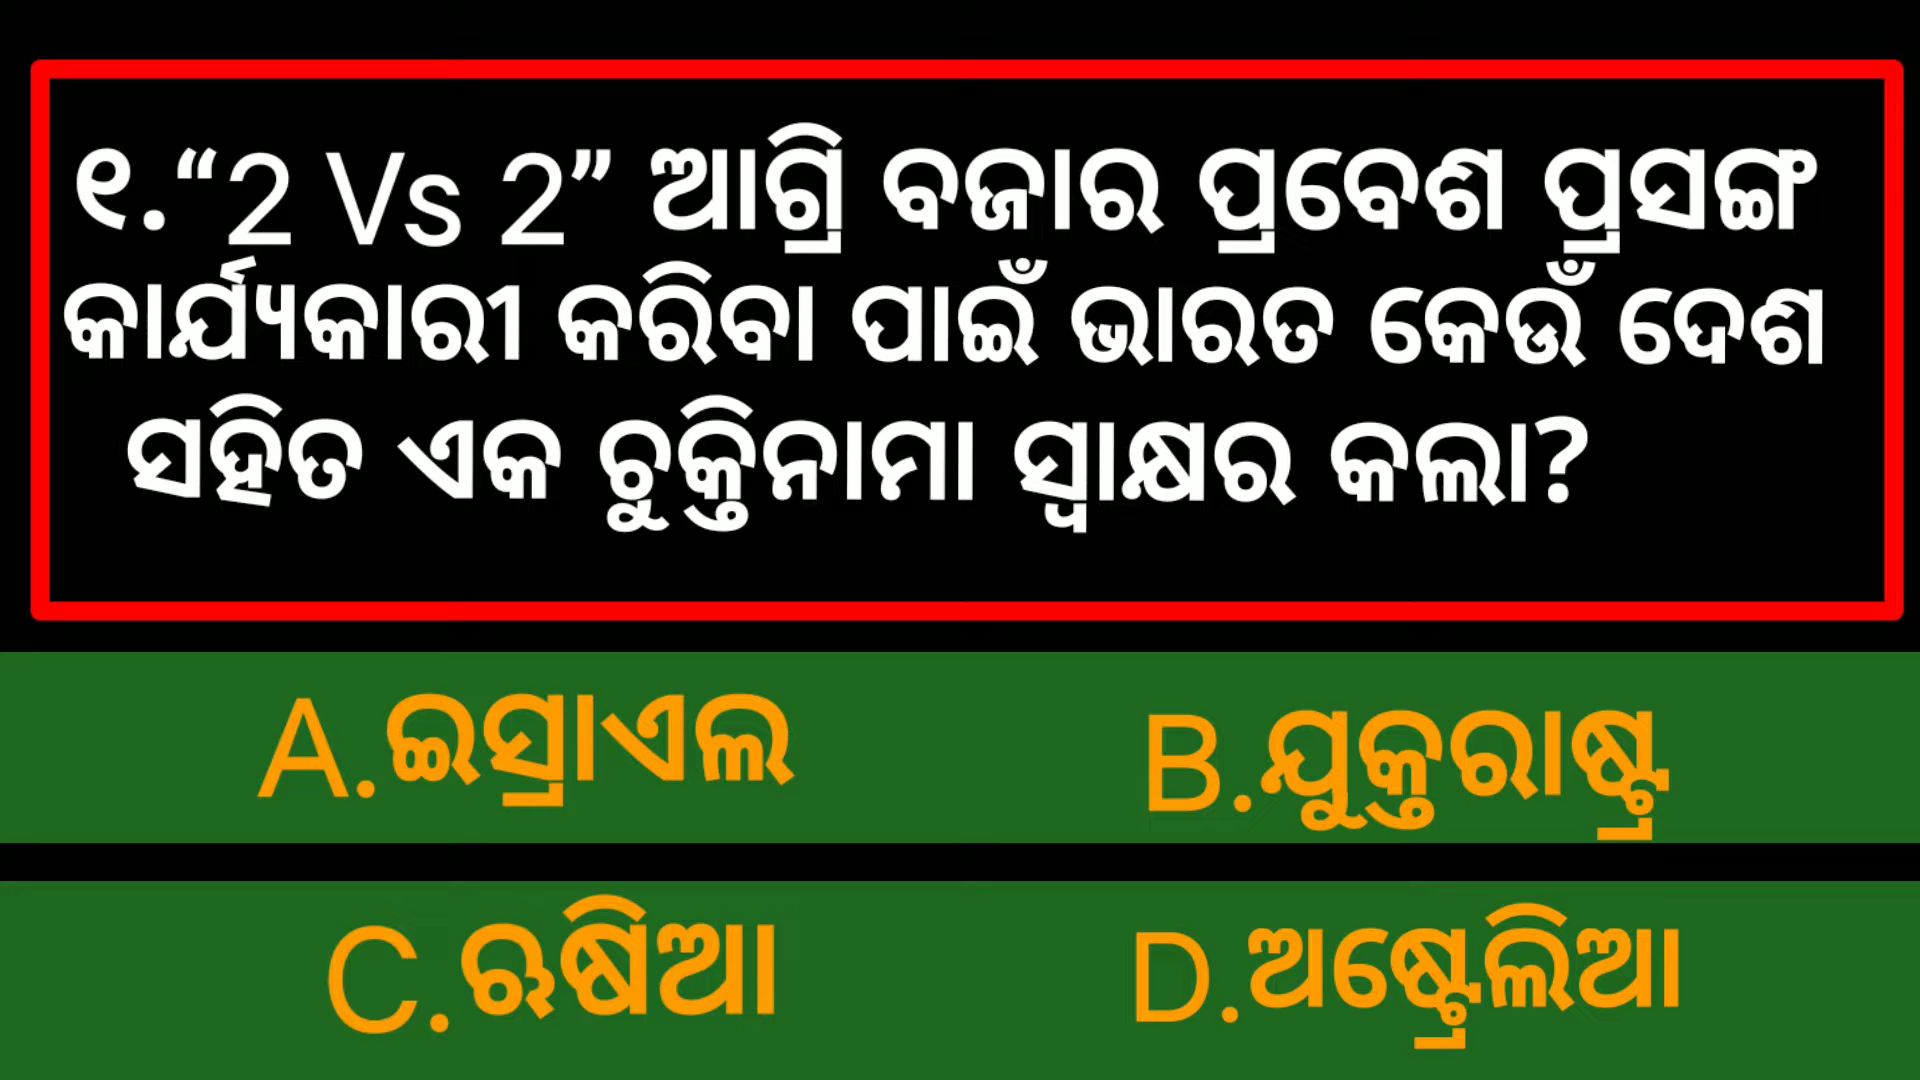 ୧.“2 Vs 2” ଆଗ୍ରି ବଜାର ପ୍ରବେଶ ପ୍ରସଙ୍ଗ
କାର୍ଯ୍ୟକାରୀ କରିବା ପାଇଁ ଭାରତ କେଉଁ ଦେଶ
ସହିତ ଏକ ଚୁକ୍ତିନାମା ସ୍ୱାକ୍ଷର କଲା?
A.ଇସ୍ରାଏଲ
B.ଯୁକ୍ତରାଷ୍ଟ୍ର
C.ଋଷିଆ
D.ଅଷ୍ଟ୍ରେଲିଆ